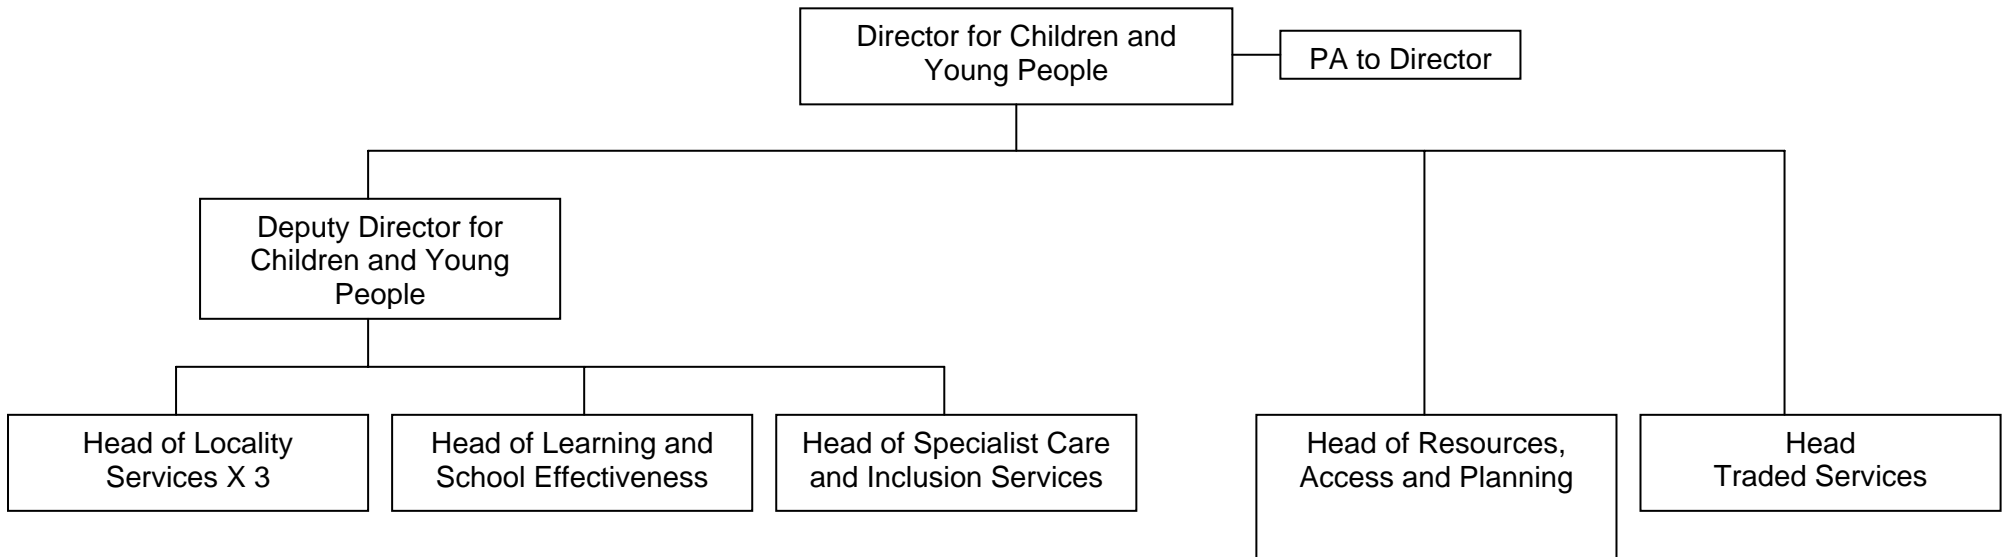 Director for Children and
Young People
PA to Director
Deputy Director for
Children and Young
People
Head of Locality
Services X 3
Head of Learning and
School Effectiveness
Head of Specialist Care
and Inclusion Services
Head of Resources,
Access and Planning
Head
Traded Services